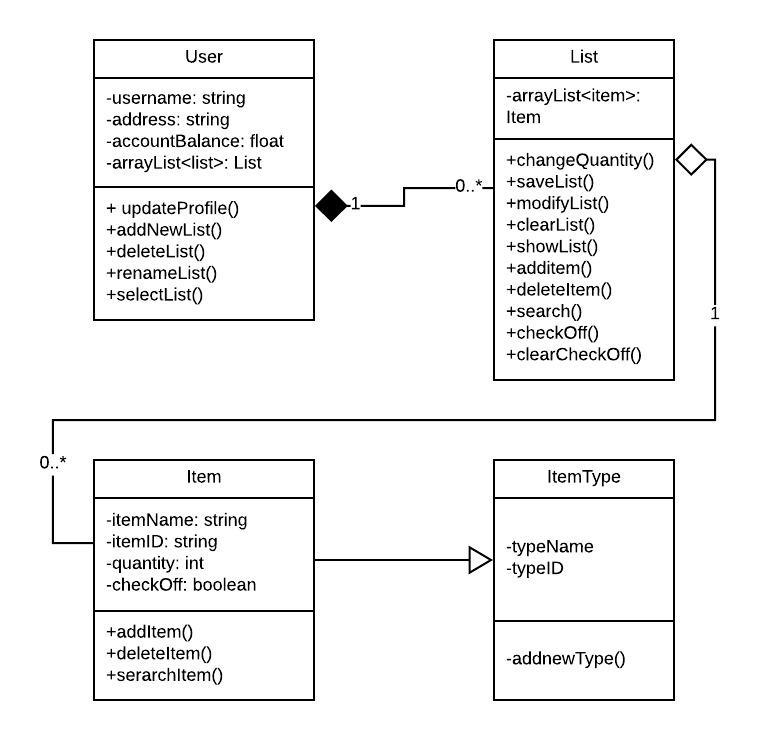 User
-username: string
-address: string
-accountBalance: float
-arrayList<list>: List
+ updateProfile()
+addNewList()
+deleteList()
+renameList()
+selectList()
1
0..*
List
-arrayList<item>:
Item
+changeQuantity()
+saveList()
+modifyList()
+clearList()
+showList()
+additem()
+deleteItem()
+search()
+checkOff()
+clearCheckOff()
1
0..*
Item
-itemName: string
-itemID: string
-quantity: int
-checkOff: boolean
+addItem()
+deleteItem()
+serarchItem()
ItemType
-typeName
-typeID
-addnewType()